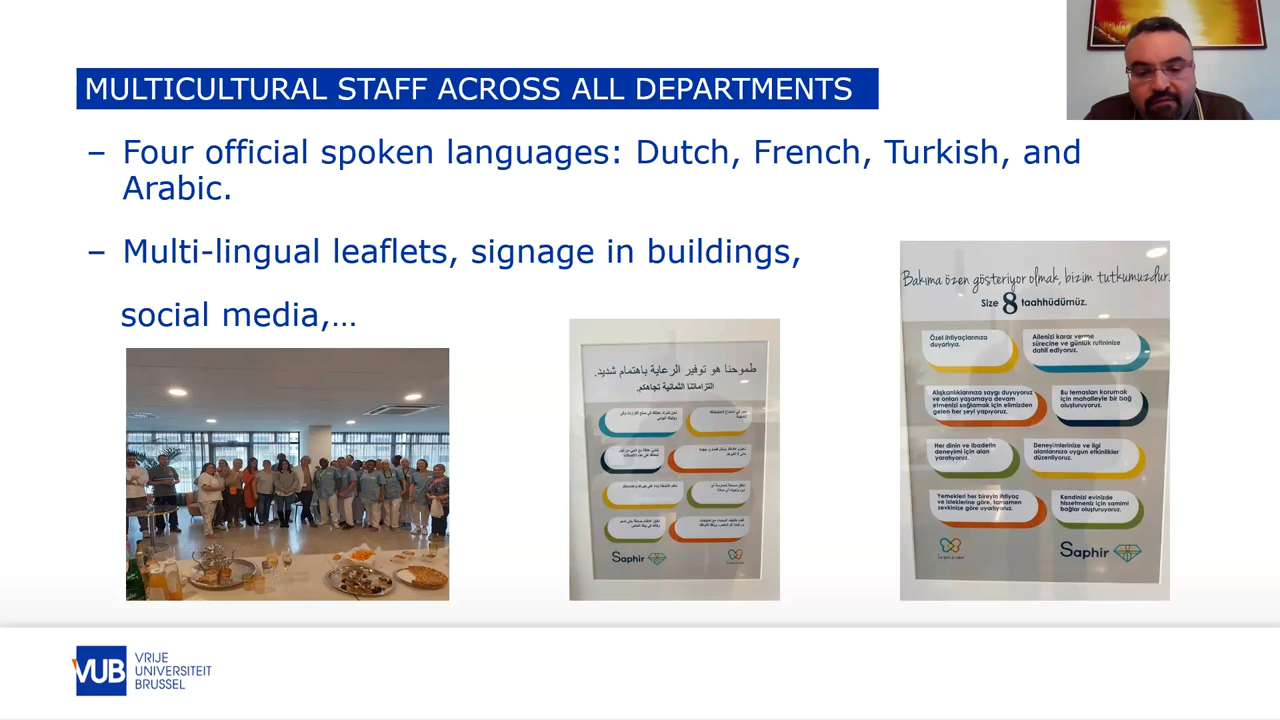 MULTICULTURAL STAFF ACROSS ALL DEPARTMENTS
– Four official spoken languages: Dutch, French, Turkish, and
Arabic.
– Multi-lingual leaflets, signage in buildings,
social media,…
طموحنا هو توفير الرعاية باهتمام شديد.
التزاماتنا الثمانية تجاهكم.
Saphir
Bakıma özen gösteriyor olmak, bizim tutkumuzdur.
Size 8 taahhüdümüz.
Özel ihtiyaçlarınıza
duyarlıyız.
Ailenizi karar verme
sürecine ve günlük rutininize
dahil ediyoruz.
Alışkanlıklarınıza saygı duyuyoruz
ve onları yaşamaya devam
etmenizi sağlamak için elimizden
gelen her şeyi yapıyoruz.
Bu temasları korumak
için mahalleyle bir bağ
oluşturuyoruz.
Her dinin ve ibadetin
deneyimi için alan
yaratıyoruz.
Deneyimlerinize ve ilgi
alanlarınıza uygun etkinlikler
düzenliyoruz.
Yemekleri her bireyin ihtiyaç
ve isteklerine göre, tamamen
zevkinize göre uyarlıyoruz.
Kendinizi evinizde
hissetmeniz için samimi
bağlar oluşturuyoruz.
Saphir
VUB
VRIJE
UNIVERSITEIT
BRUSSEL